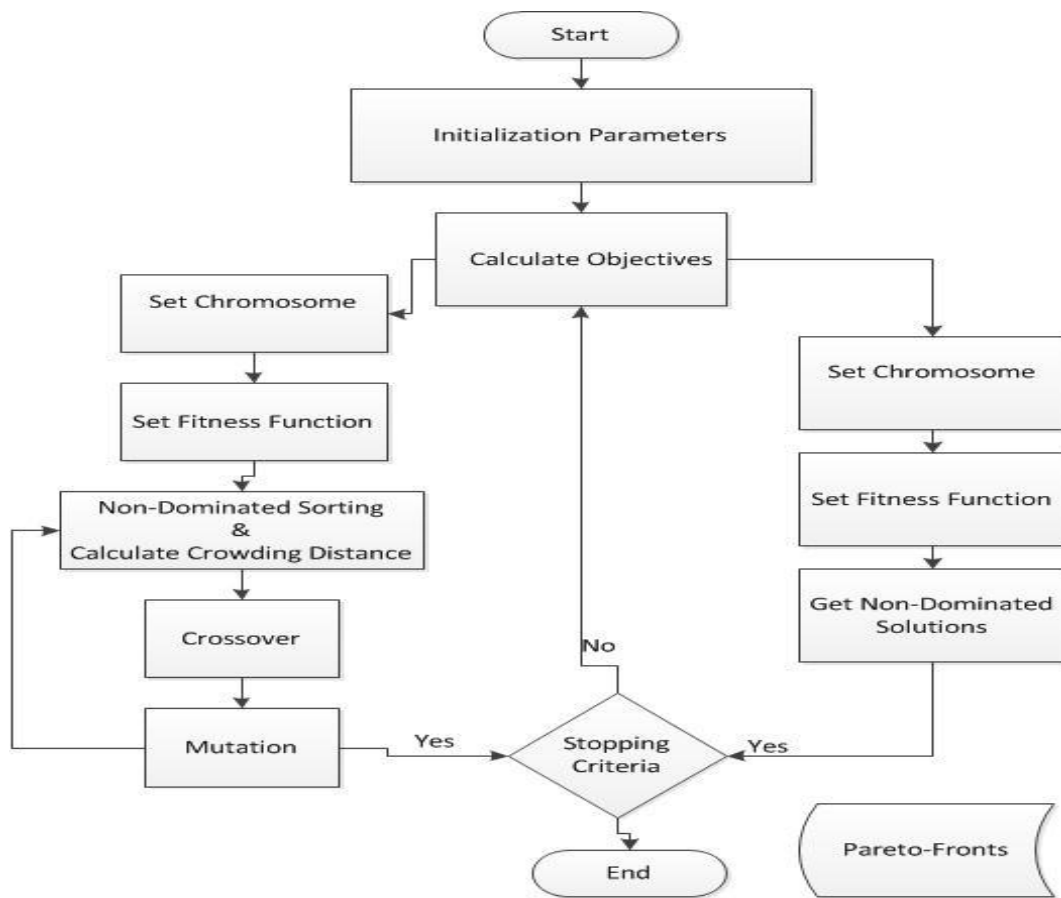 Start
Initialization Parameters
Calculate Objectives
Set Chromosome
Set Fitness Function
Non-Dominated Sorting
&
Calculate Crowding Distance
Crossover
Mutation
Yes
Set Chromosome
Set Fitness Function
Get Non-Dominated
Solutions
No
Stopping
Criteria
Yes
End
Pareto-Fronts